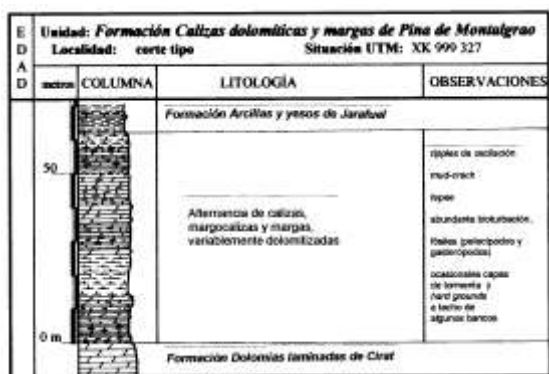 EDAD
Unidad: Formación Calizas dolomíticas y margas de Pina de Montalgrao
Localidad: corte tipo Situación UTM: XK 999 327
metros COLUMNA LITOLOGÍA OBSERVACIONES
Formación Arcillas y yesos de Jarafuel
50
Alternancia de calizas,
margocalizas y margas,
variablemente dolomitizadas
ripples de oscilación
mud-crack
abundante bioturbación,
fósiles (pelecípodos y
gasterópodos)
ocasionales capas
de tormenta y
hard grounds
a techo de
algunos bancos
0 m
Formación Dolomías laminadas de Cirat